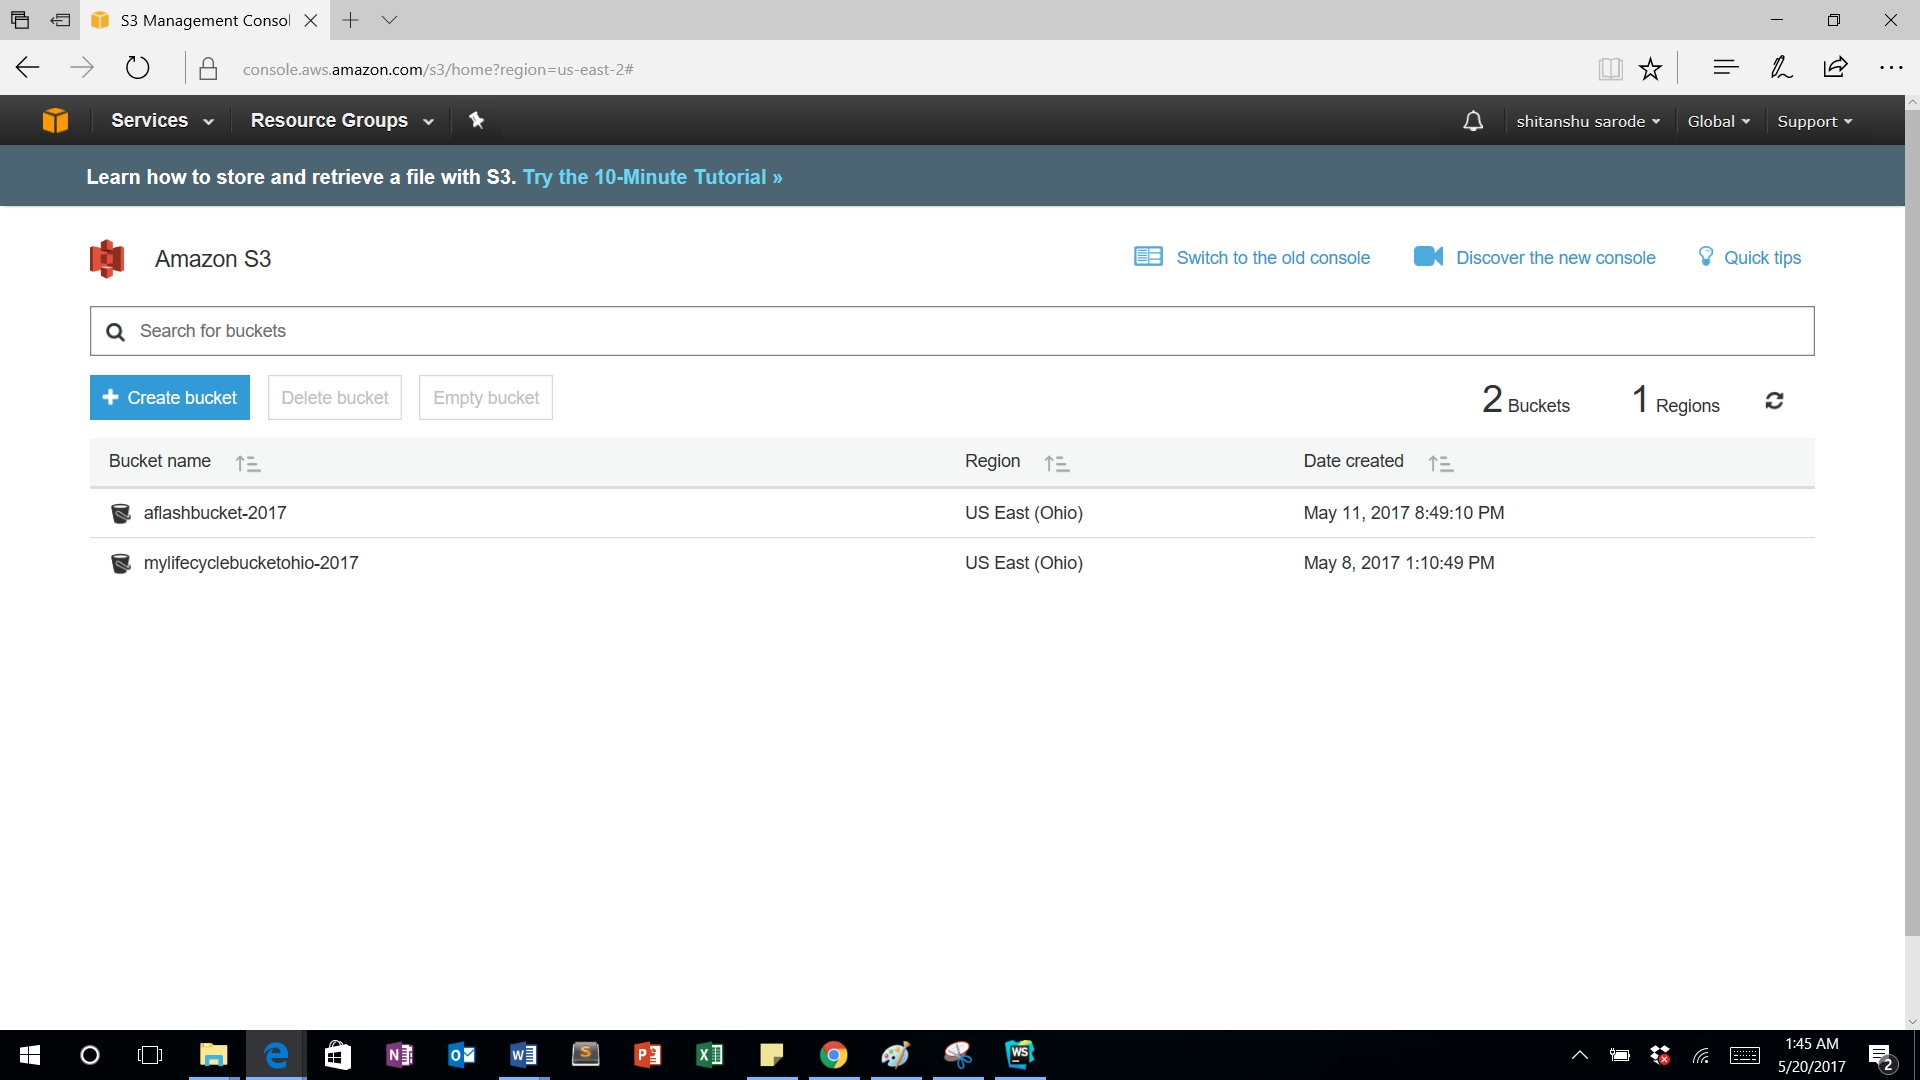 S3 Management Consol
console.aws.amazon.com/s3/home?region=us-east-2#
Services Resource Groups shitanshu sarode Global Support
Learn how to store and retrieve a file with S3. Try the 10-Minute Tutorial »
Amazon S3 Switch to the old console Discover the new console Quick tips
Search for buckets
Create bucket Delete bucket Empty bucket 2 Buckets 1 Regions
Bucket name Region Date created
aflashbucket-2017 US East (Ohio) May 11, 2017 8:49:10 PM
mylifecyclebucketohio-2017 US East (Ohio) May 8, 2017 1:10:49 PM
1:45 AM
5/20/2017
2